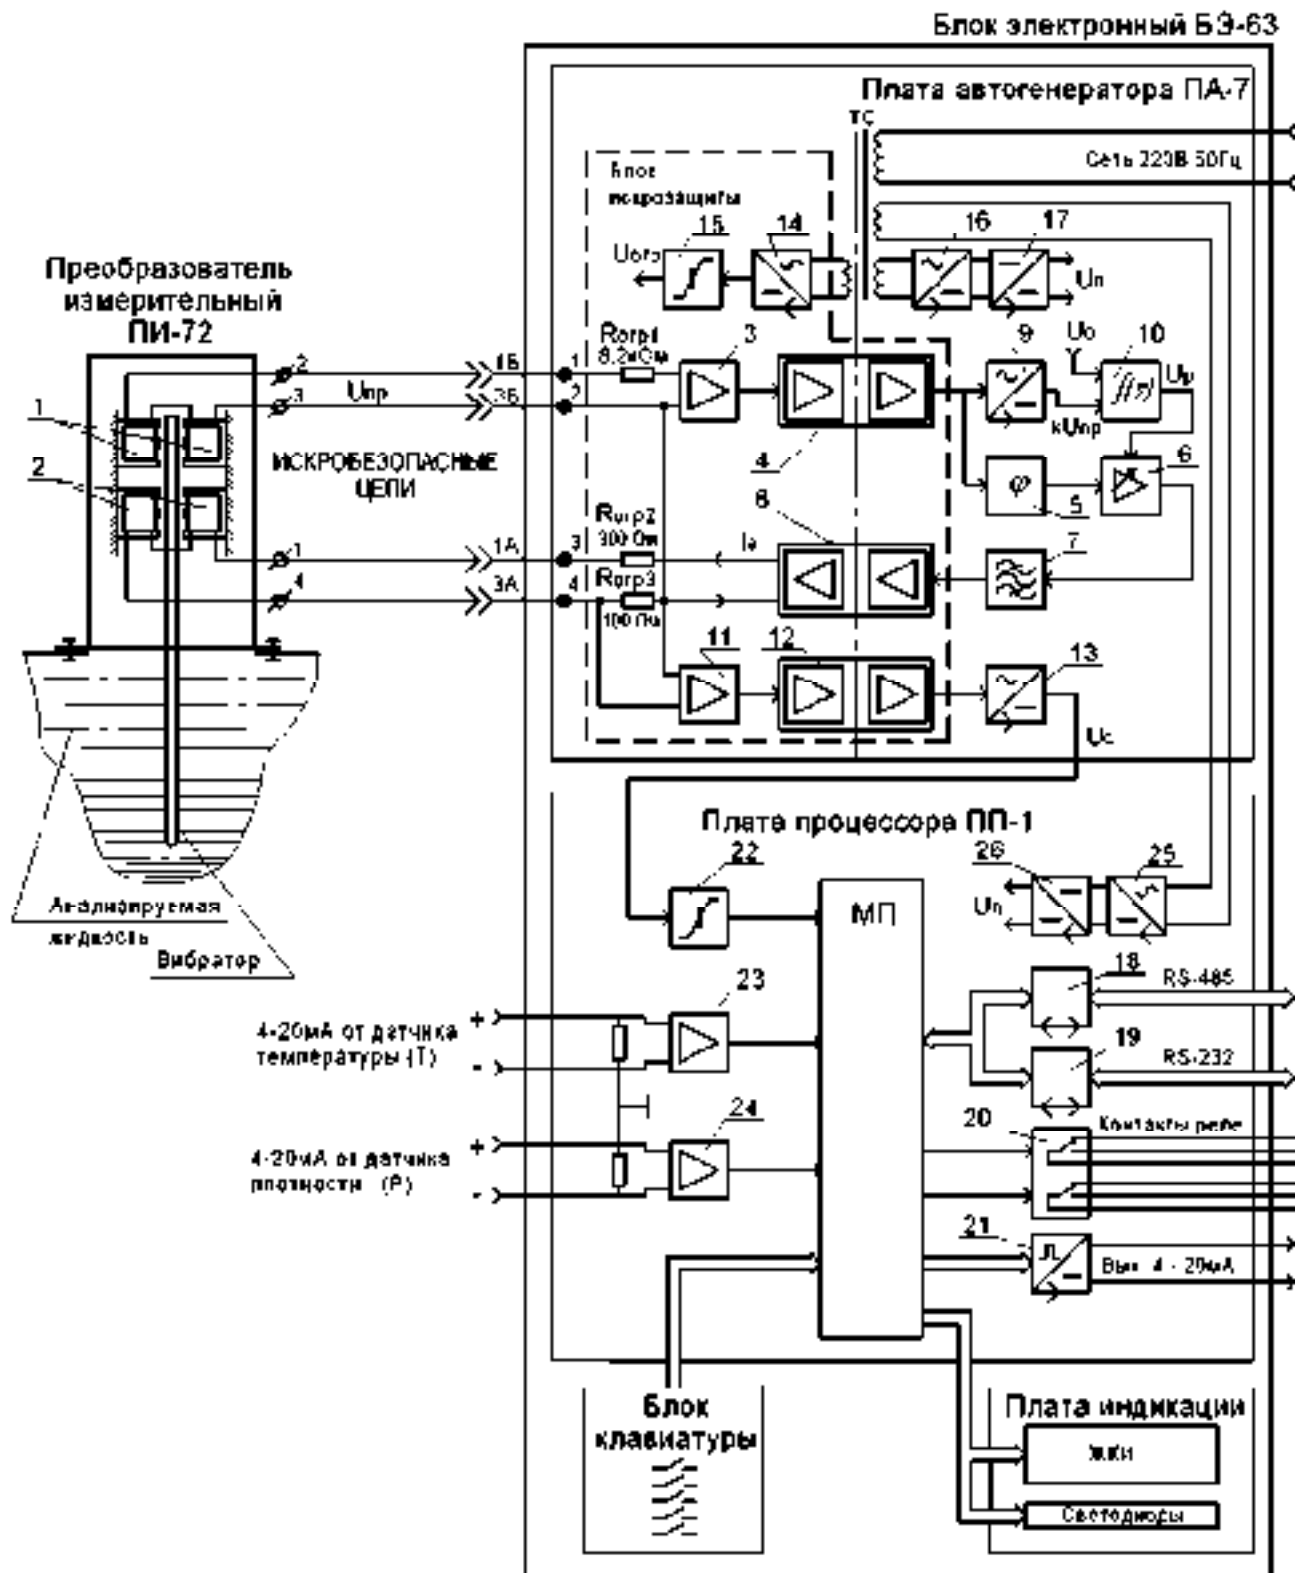 Блок электронный БЭ-63
Плата автогенератора ПА-7
ТС
Сеть 220В 50Гц
Блок
искрозащиты
15
14
16
17
Uогр
Uп
Преобразователь
измерительный
ПИ-72
Rогр1
8.2кОм
3
9
Uо
10
Uр
2
1Б
1
Uпр
3
3Б
2
kUпр
1
2
ИСКРОБЕЗОПАСНЫЕ
ЦЕПИ
4
φ
5
6
Rогр2
300 Ом
8
7
1
1А
3
Iв
Rогр3
100 Ом
4
3А
4
11
12
13
Uс
Плата процессора ПП-1
22
26
25
МП
Uп
Анализируемая
жидкость
Вибратор
18
RS-485
23
4-20мА от датчика
температуры (Т)
+
-
19
RS-232
24
20
Контакты реле
4-20мА от датчика
плотности (Р)
+
-
21
Вых 4 - 20мА
Блок
клавиатуры
Плата индикации
ЖКИ
Светодиоды